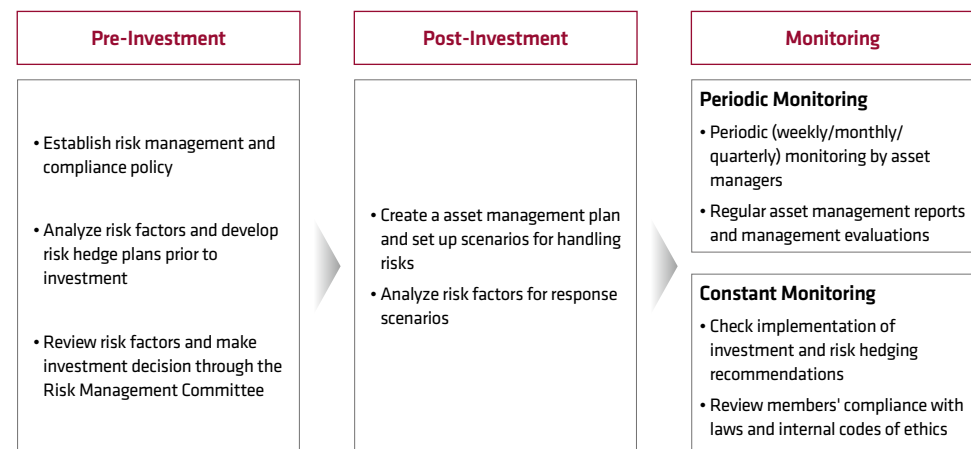 Pre-Investment
• Establish risk management and
compliance policy
• Analyze risk factors and develop
risk hedge plans prior to
investment
• Review risk factors and make
investment decision through the
Risk Management Committee
Post-Investment
• Create a asset management plan
and set up scenarios for handling
risks
• Analyze risk factors for response
scenarios
Monitoring
Periodic Monitoring
• Periodic (weekly/monthly/
quarterly) monitoring by asset
managers
• Regular asset management reports
and management evaluations
Constant Monitoring
• Check implementation of
investment and risk hedging
recommendations
• Review members' compliance with
laws and internal codes of ethics